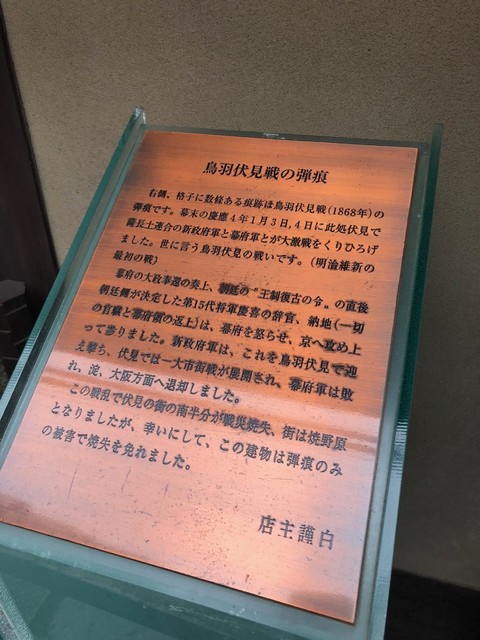 鳥羽伏見戦の弾痕
右側、格子に数條ある痕跡は鳥羽伏見戦(1868年)の
弾痕です。幕末の慶應4年1月3日,4日に此処伏見で
薩長土連合の新政府軍と幕府軍とが大激戦をくりひろげ
ました。世に言う鳥羽伏見の戦いです。(明治維新の
最初の戦)
幕府の大政奉還の奏上、朝廷の〝王制復古の令〟の直後
朝廷側が決定した第15代将軍慶喜の辞官、納地(一切
の官職と幕府領の返上)は、幕府を怒らせ、京へ攻め上
って参りました。新政府軍は、これを鳥羽伏見で迎
え撃ち、伏見では一大市街戦が展開され、幕府軍は敗
れ、淀、大阪方面へ退却しました。
この戦乱で伏見の街の南半分が戦災焼失、街は焼野原
となりましたが、幸いにして、この建物は弾痕のみ
の被害で焼失を免れました。
店主謹白